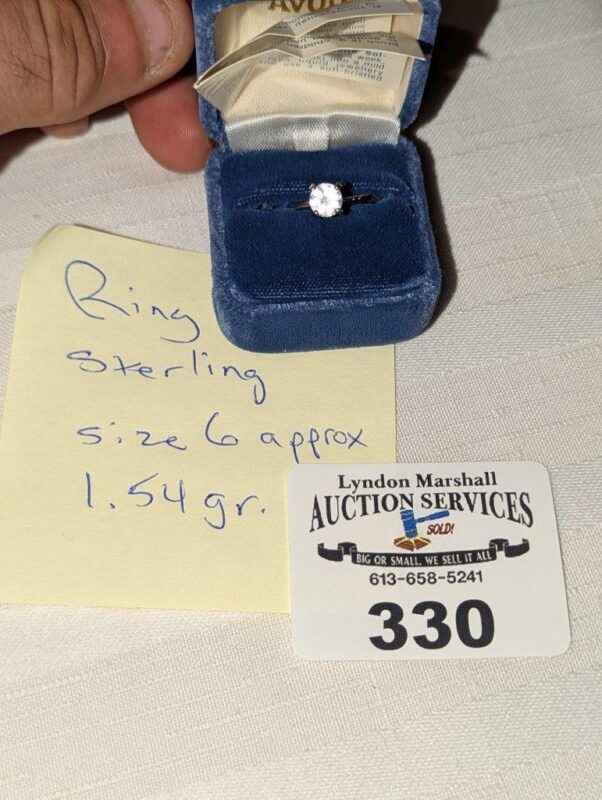 AVON
Ring
Sterling
size 6 approx
1.54 gr.
Lyndon Marshall
AUCTION SERVICES
SOLD!
BIG OR SMALL, WE SELL IT ALL
613-658-5241
330